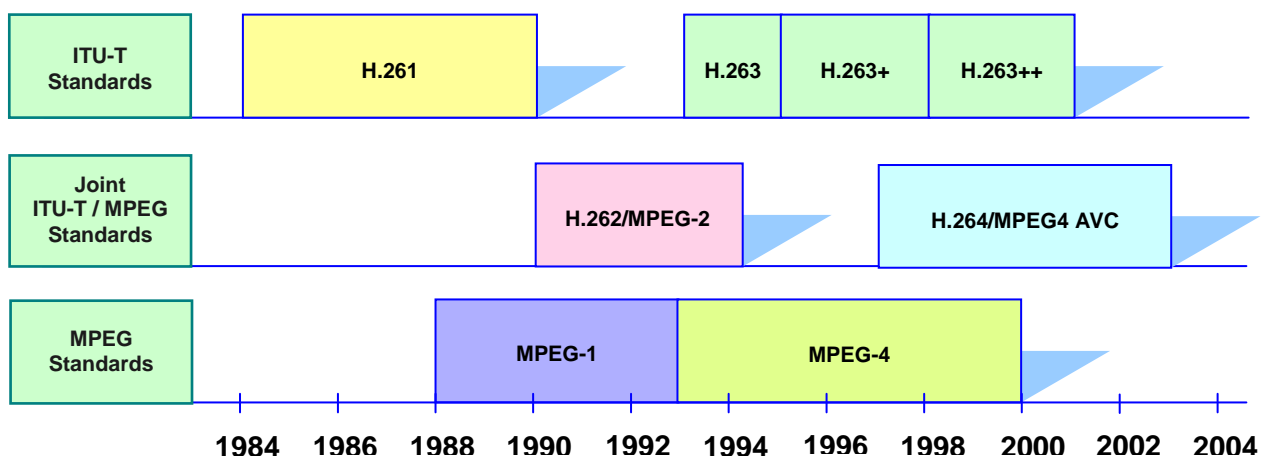 ITU-T
Standards
H.261
H.263
H.263+
H.263++
Joint
ITU-T / MPEG
Standards
H.262/MPEG-2
H.264/MPEG4 AVC
MPEG
Standards
MPEG-1
MPEG-4
1984 1986 1988 1990 1992 1994 1996 1998 2000 2002 2004